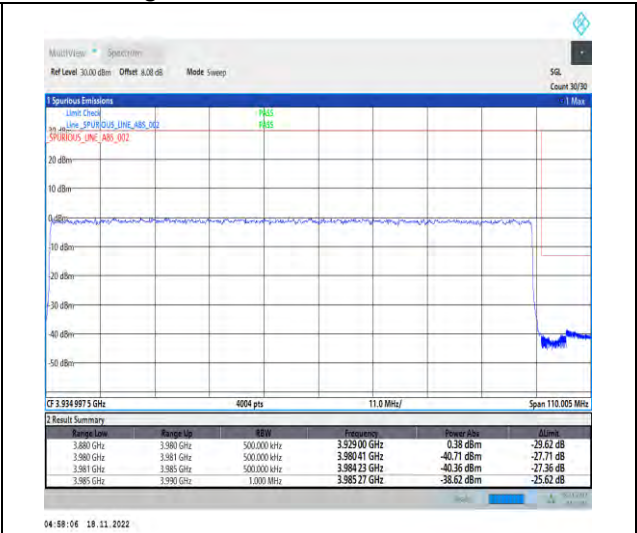 MultiView Spectrum
Ref Level 30.00 dBm Offset 8.08 dB Mode Sweep SGL
Count 30/30
1 Spurious Emissions 1 Max
Limit Check PASS
Line _SPURIOUS_LINE_ABS_002 PASS
_SPURIOUS_LINE_ABS_002
20 dBm
10 dBm
0 dBm
-10 dBm
-20 dBm
-30 dBm
-40 dBm
-50 dBm
CF 3.934 997 5 GHz 4004 pts 11.0 MHz/ Span 110.005 MHz
2 Result Summary
Range Low Range Up RBW Frequency Power Abs ΔLimit
3.880 GHz 3.980 GHz 500.000 kHz 3.929 00 GHz 0.38 dBm -29.62 dB
3.980 GHz 3.981 GHz 500.000 kHz 3.980 41 GHz -40.71 dBm -27.71 dB
3.981 GHz 3.985 GHz 500.000 kHz 3.984 23 GHz -40.36 dBm -27.36 dB
3.985 GHz 3.990 GHz 1.000 MHz 3.985 27 GHz -38.62 dBm -25.62 dB
04:58:06 18.11.2022